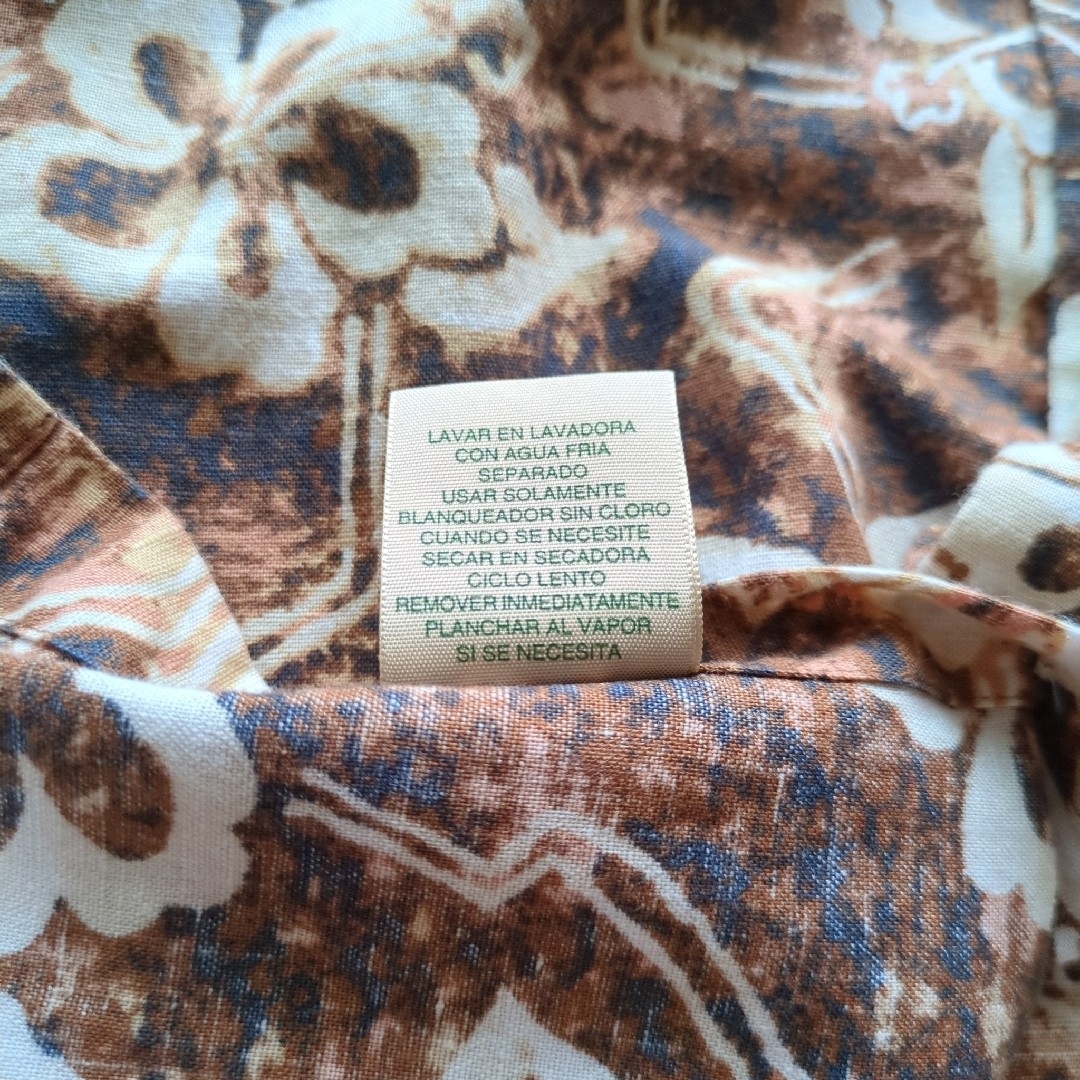 LAVAR EN LAVADORA
CON AGUA FRIA
SEPARADO
USAR SOLAMENTE
BLANQUEADOR SIN CLORO
CUANDO SE NECESITE
SECAR EN SECADORA
CICLO LENTO
REMOVER INMEDIATAMENTE
PLANCHAR AL VAPOR
SI SE NECESITA